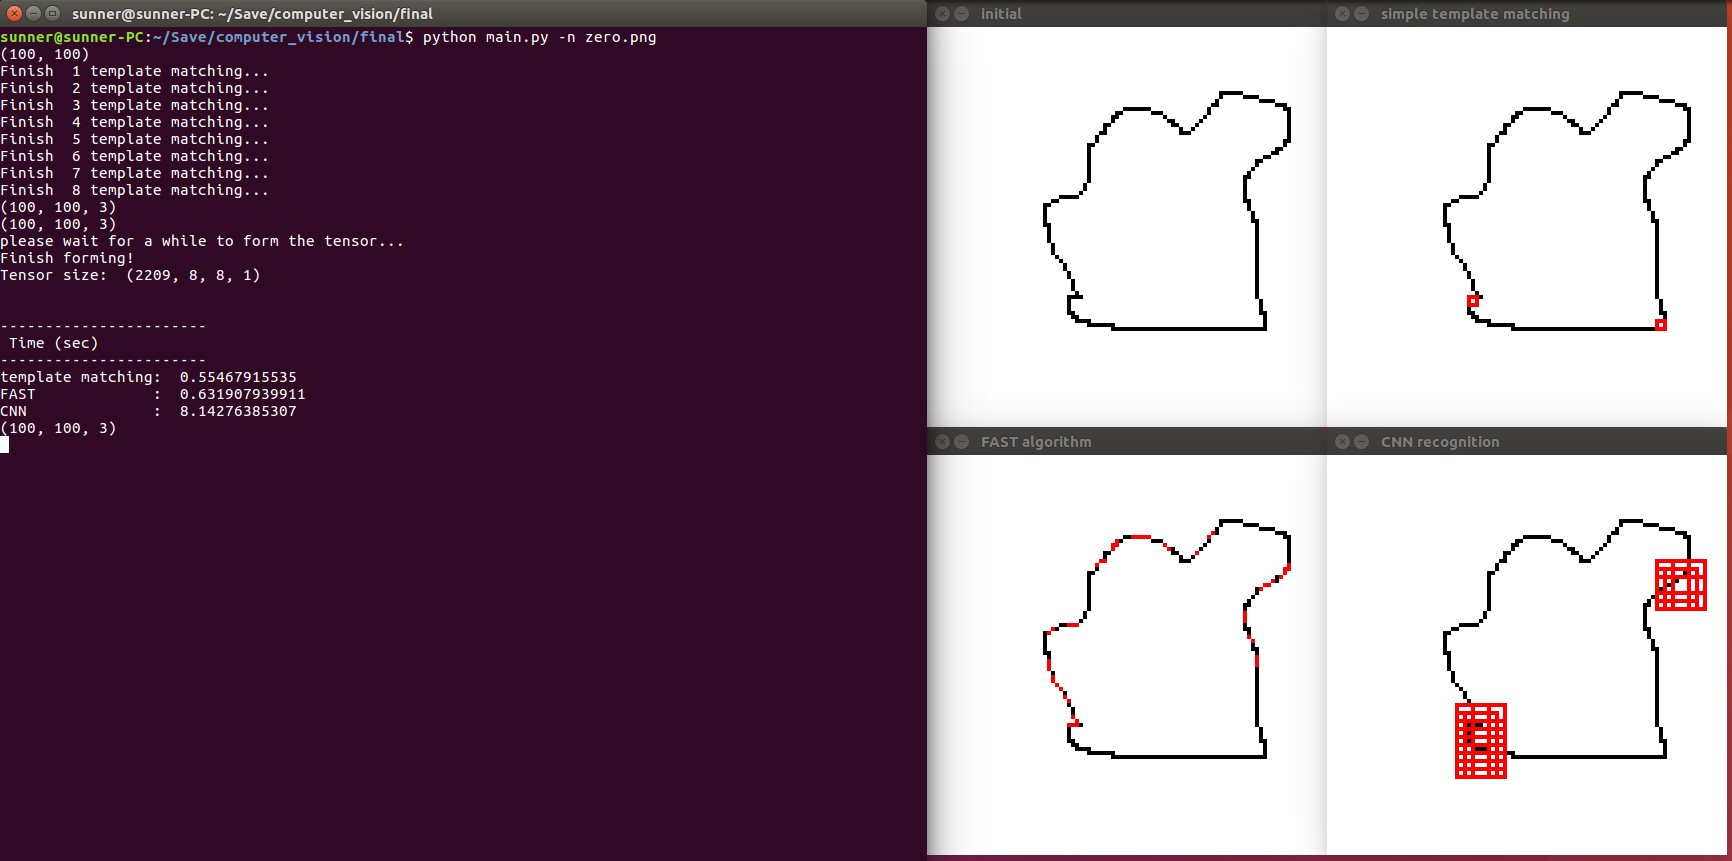 sunner@sunner-PC: ~/Save/computer_vision/final
sunner@sunner-PC:~/Save/computer_vision/final$ python main.py -n zero.png
(100, 100)
Finish  1 template matching...
Finish  2 template matching...
Finish  3 template matching...
Finish  4 template matching...
Finish  5 template matching...
Finish  6 template matching...
Finish  7 template matching...
Finish  8 template matching...
(100, 100, 3)
(100, 100, 3)
please wait for a while to form the tensor...
Finish forming!
Tensor size:  (2209, 8, 8, 1)
-----------------------
 Time (sec)
-----------------------
template matching:  0.55467915535
FAST             :  0.631907939911
CNN              :  8.14276385307
(100, 100, 3)
initial
simple template matching
FAST algorithm
CNN recognition